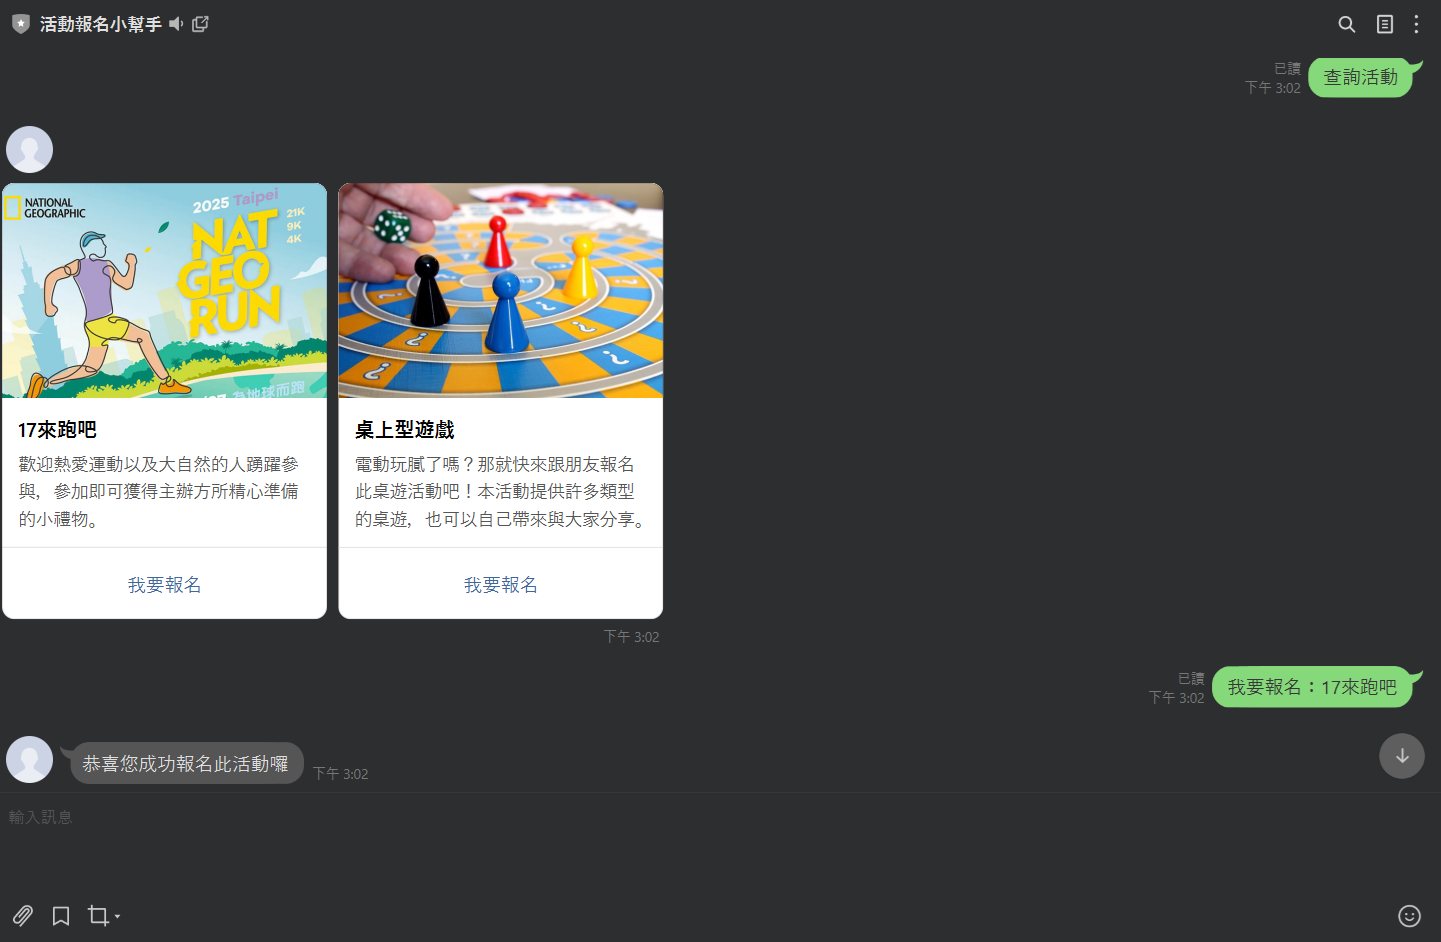 活動報名小幫手
已讀
下午 3:02
查詢活動
NATIONAL
GEOGRAPHIC
2025 Taipei
NAT
GEO
RUN
21K
9K
4K
為地球而跑
17來跑吧
歡迎熱愛運動以及大自然的人踴躍參
與，參加即可獲得主辦方所精心準備
的小禮物。
我要報名
桌上型遊戲
電動玩膩了嗎？那就快來跟朋友報名
此桌遊活動吧！本活動提供許多類型
的桌遊，也可以自己帶來與大家分享。
我要報名
下午 3:02
已讀
下午 3:02
我要報名：17來跑吧
恭喜您成功報名此活動囉
下午 3:02
輸入訊息